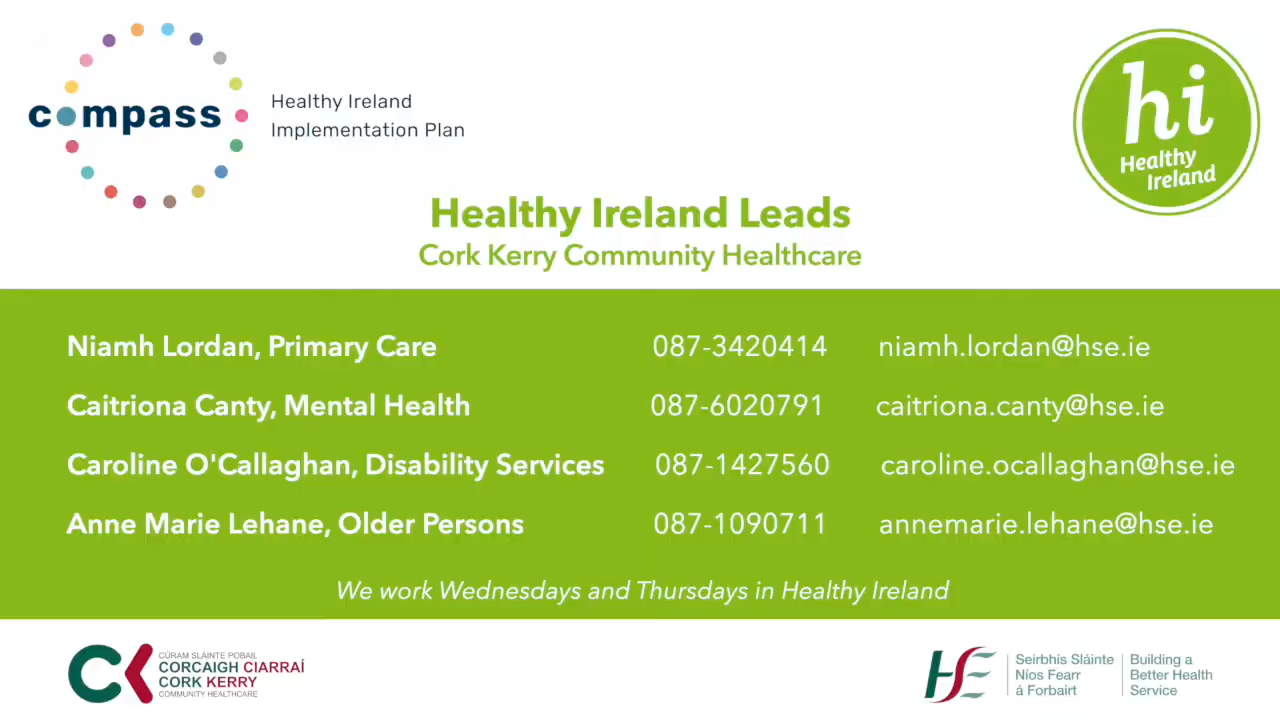 compass
Healthy Ireland
Implementation Plan
hi
Healthy
Ireland
Healthy Ireland Leads
Cork Kerry Community Healthcare
Niamh Lordan, Primary Care 087-3420414 niamh.lordan@hse.ie
Caitriona Canty, Mental Health 087-6020791 caitriona.canty@hse.ie
Caroline O'Callaghan, Disability Services 087-1427560 caroline.ocallaghan@hse.ie
Anne Marie Lehane, Older Persons 087-1090711 annemarie.lehane@hse.ie
We work Wednesdays and Thursdays in Healthy Ireland
CK
CÚRAM SLÁINTE POBAIL
CORCAIGH CIARRAÍ
CORK KERRY
COMMUNITY HEALTHCARE
HSE
Seirbhís Sláinte
Níos Fearr
á Forbairt
Building a
Better Health
Service